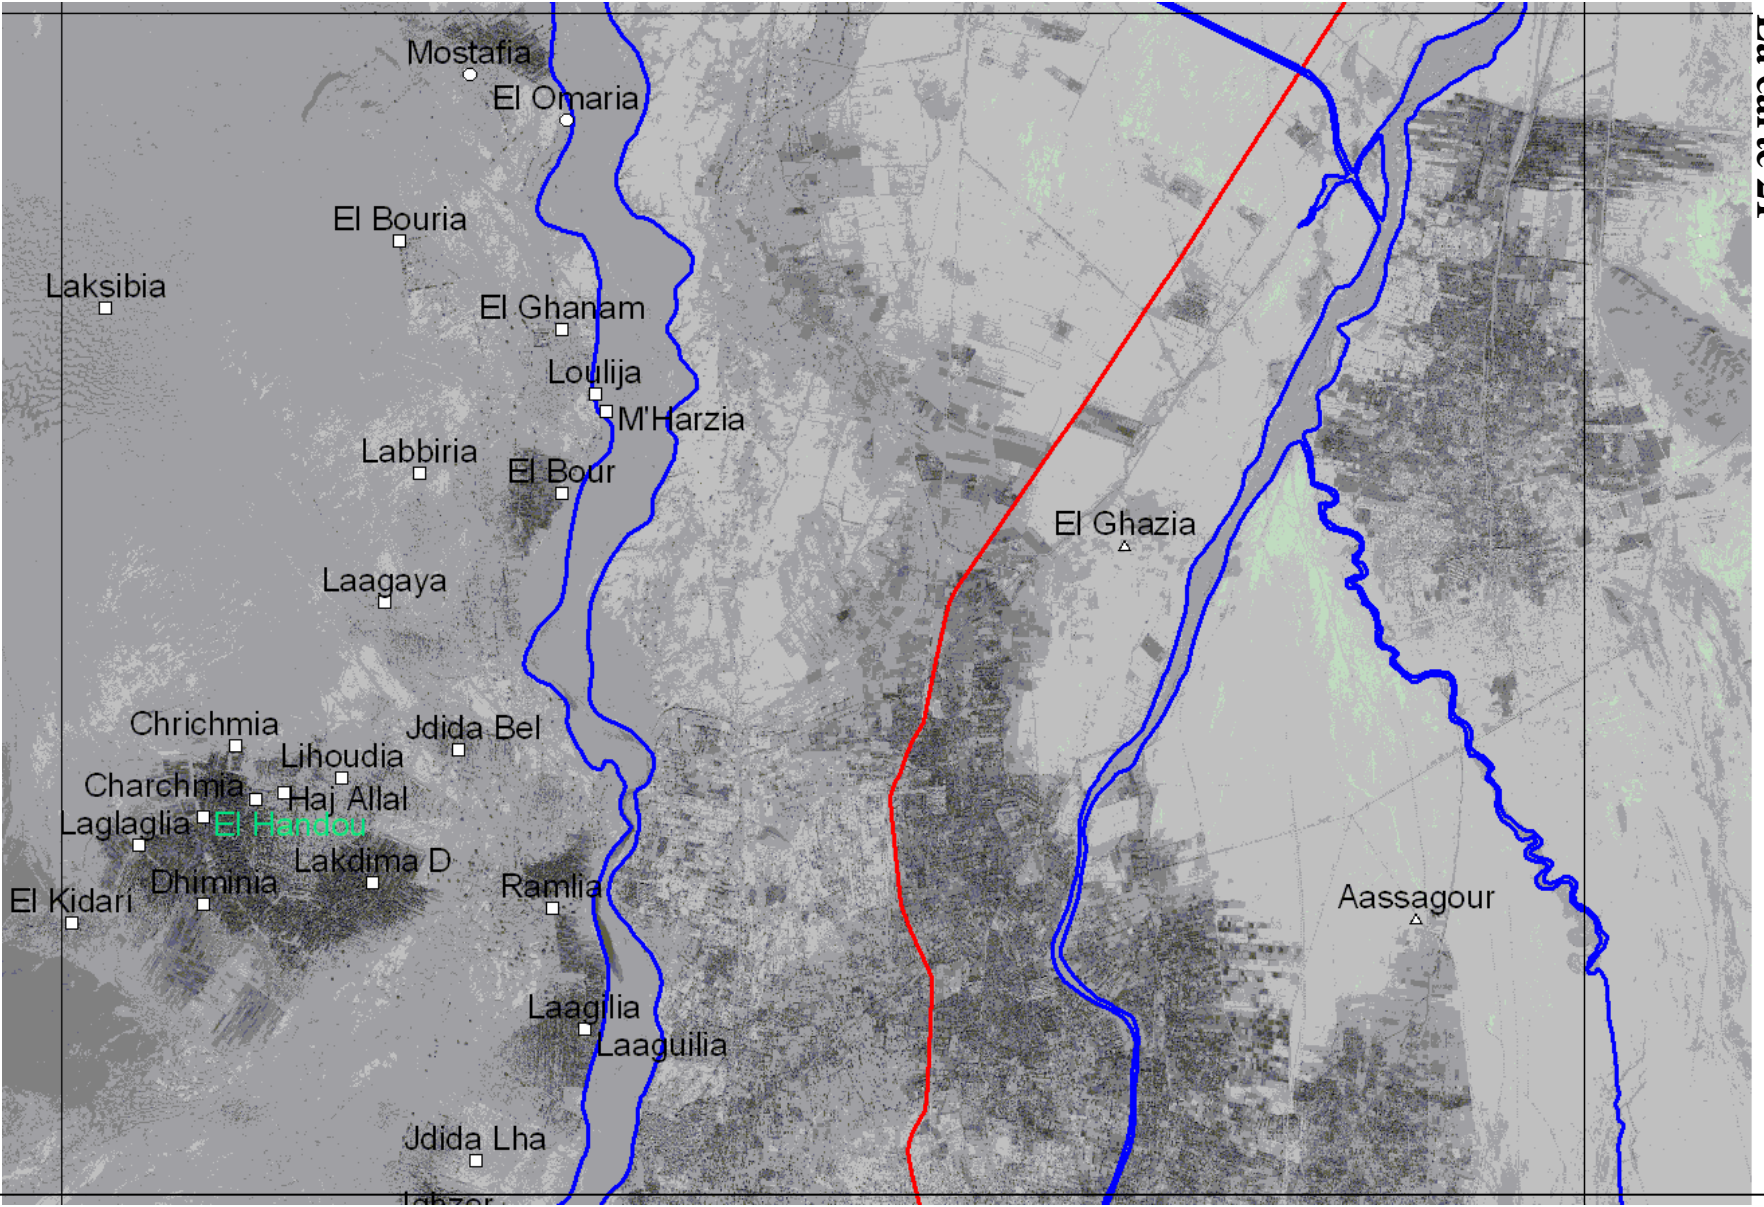 Mostafia
El Omaria
El Bouria
Laksibia
El Ghanam
Loulija
M'Harzia
Labbiria
El Bour
El Ghazia
Laagaya
Chrichmia
Jdida Bel
Lihoudia
Charchmia
Haj Allal
Laglaglia
El Handou
Lakdima D
Dhiminia
Ramlia
El Kidari
Aassagour
Laagilia
Laaguilia
Jdida Lha